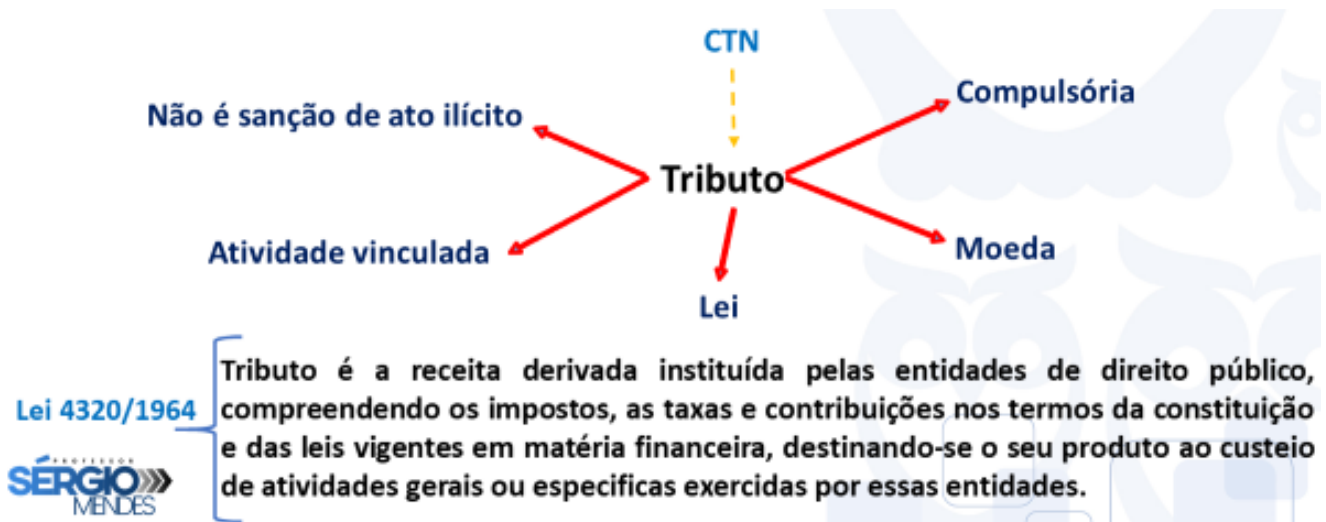 CTN
Não é sanção de ato ilícito
Compulsória
Tributo
Atividade vinculada
Moeda
Lei
Lei 4320/1964
Tributo é a receita derivada instituída pelas entidades de direito público,
compreendendo os impostos, as taxas e contribuições nos termos da constituição
e das leis vigentes em matéria financeira, destinando-se o seu produto ao custeio
de atividades gerais ou especificas exercidas por essas entidades.
PROFESSOR
SÉRGIO
MENDES